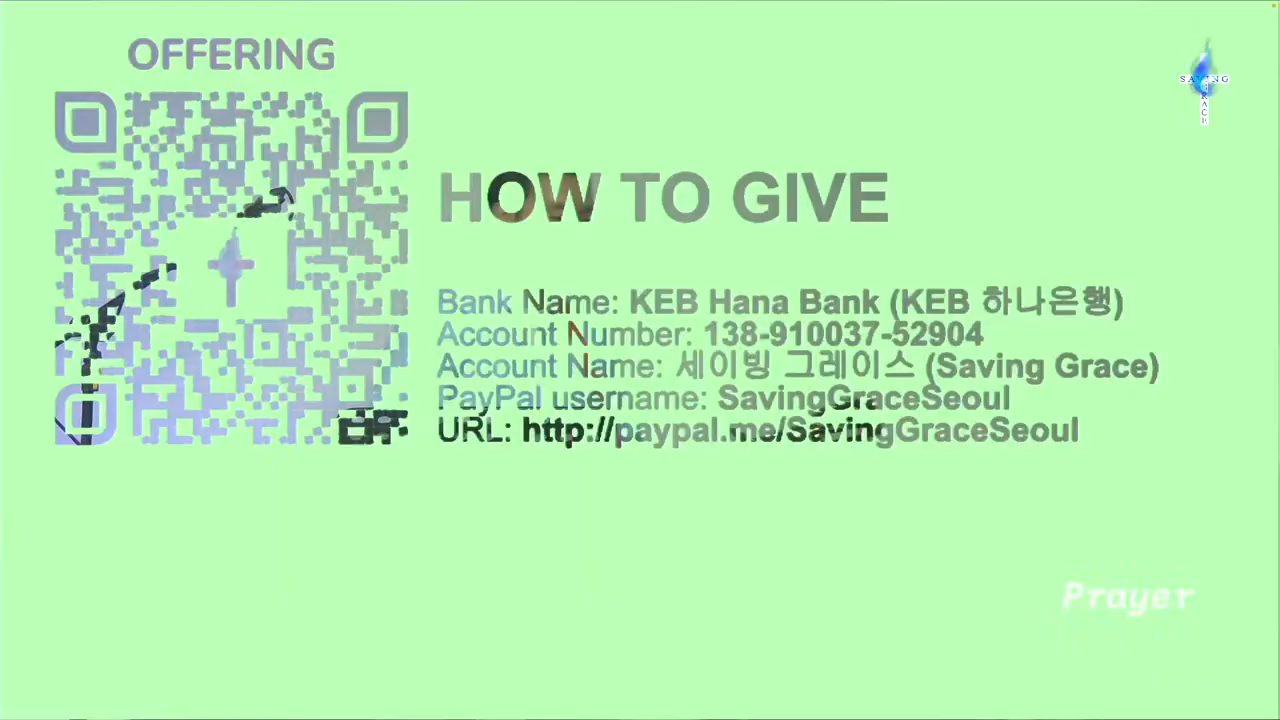 OFFERING
SAVING
GRACE
HOW TO GIVE
Bank Name: KEB Hana Bank (KEB 하나은행)
Account Number: 138-910037-52904
Account Name: 세이빙 그레이스 (Saving Grace)
PayPal username: SavingGraceSeoul
URL: http://paypal.me/SavingGraceSeoul
Prayer